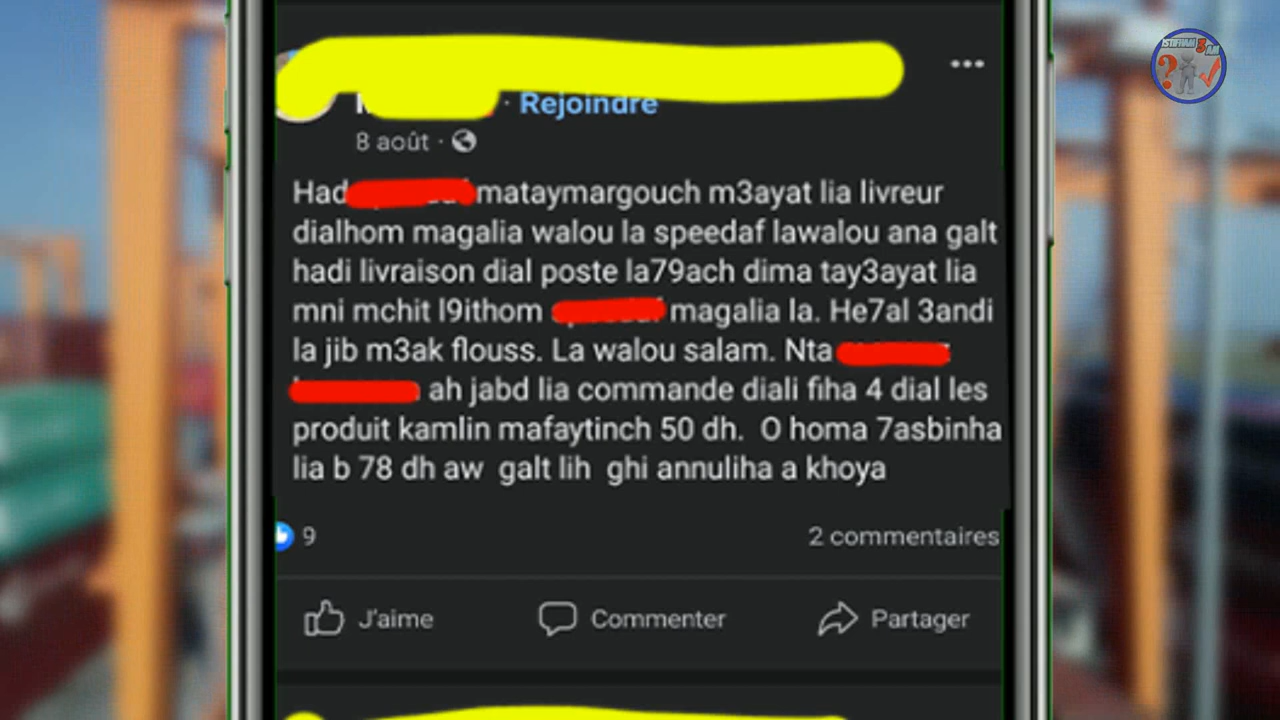 ISTIFHAM 3AM
Rejoindre
8 août
Had mataymargouch m3ayat lia livreur
dialhom magalia walou la speedaf lawalou ana galt
hadi livraison dial poste la79ach dima tay3ayat lia
mni mchit l9ithom magalia la. He7al 3andi
la jib m3ak flouss. La walou salam. Nta
ah jabd lia commande diali fiha 4 dial les
produit kamlin mafaytinch 50 dh. O homa 7asbinha
lia b 78 dh aw galt lih ghi annuliha a khoya
9
2 commentaires
J'aime
Commenter
Partager